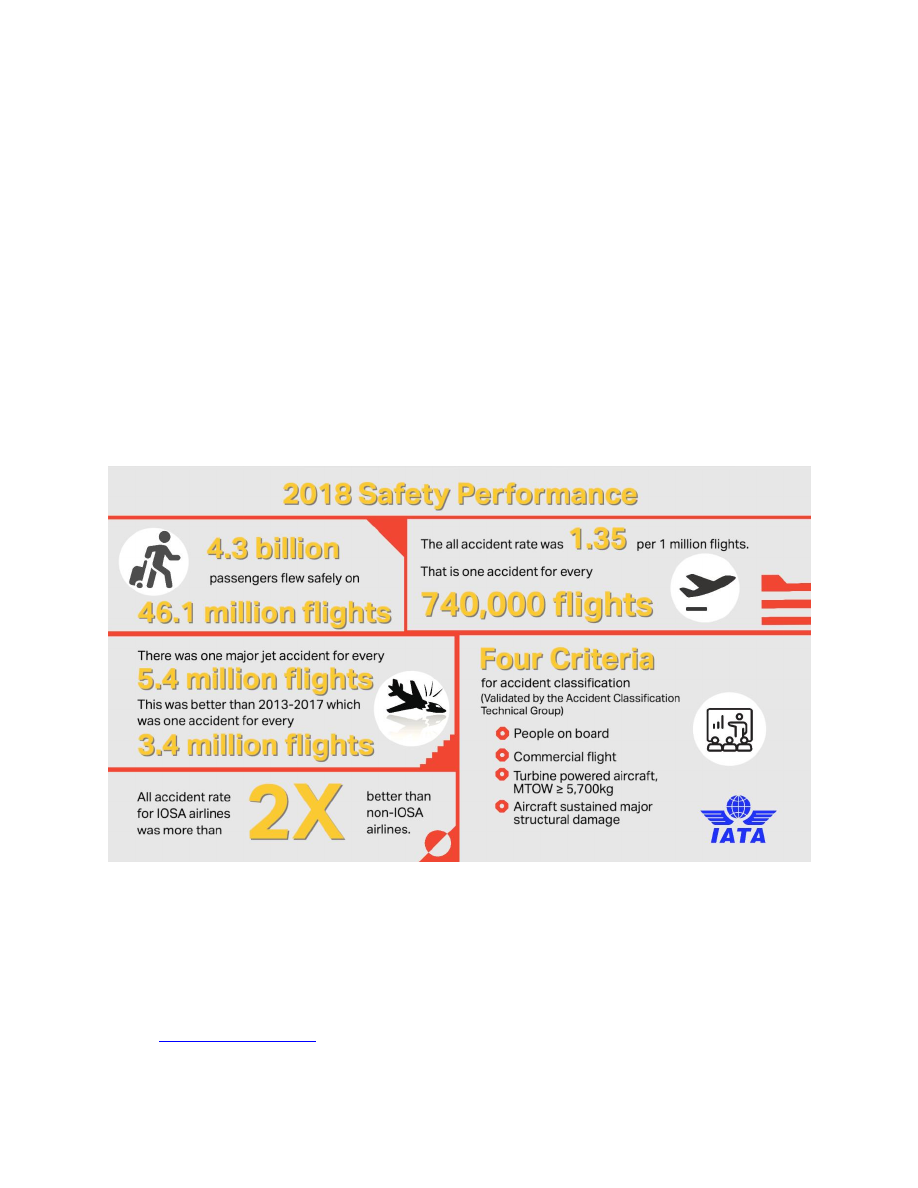 2018 Safety Performance
4.3 billion
passengers flew safely on
46.1 million flights
The all accident rate was 1.35 per 1 million flights.
That is one accident for every
740,000 flights
There was one major jet accident for every
5.4 million flights
This was better than 2013-2017 which
was one accident for every
3.4 million flights
All accident rate
for IOSA airlines
was more than
2X
better than
non-IOSA
airlines.
Four Criteria
for accident classification
(Validated by the Accident Classification
Technical Group)
People on board
Commercial flight
Turbine powered aircraft,
MTOW ≥ 5,700kg
Aircraft sustained major
structural damage
IATA